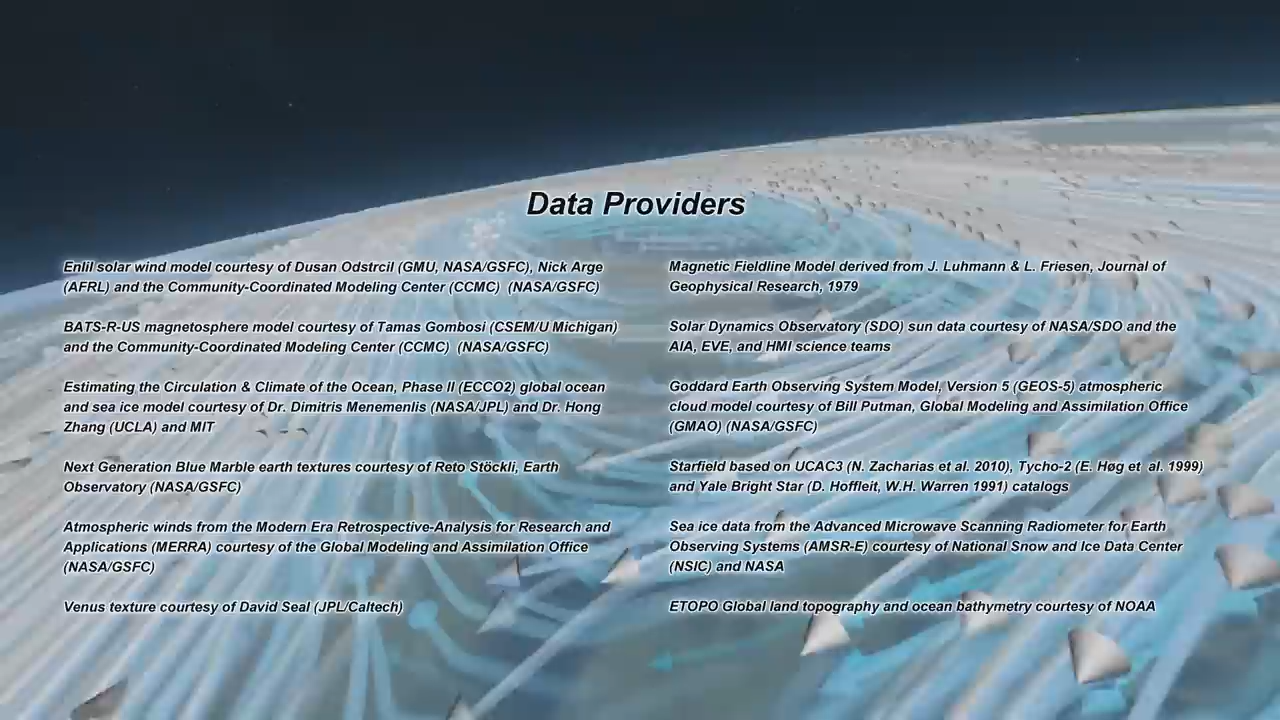 Data Providers
Enlil solar wind model courtesy of Dusan Odstrcil (GMU, NASA/GSFC), Nick Arge
(AFRL) and the Community-Coordinated Modeling Center (CCMC)  (NASA/GSFC)
BATS-R-US magnetosphere model courtesy of Tamas Gombosi (CSEM/U Michigan)
and the Community-Coordinated Modeling Center (CCMC)  (NASA/GSFC)
Estimating the Circulation & Climate of the Ocean, Phase II (ECCO2) global ocean
and sea ice model courtesy of Dr. Dimitris Menemenlis (NASA/JPL) and Dr. Hong
Zhang (UCLA) and MIT
Next Generation Blue Marble earth textures courtesy of Reto Stöckli, Earth
Observatory (NASA/GSFC)
Atmospheric winds from the Modern Era Retrospective-Analysis for Research and
Applications (MERRA) courtesy of the Global Modeling and Assimilation Office
(NASA/GSFC)
Venus texture courtesy of David Seal (JPL/Caltech)
Magnetic Fieldline Model derived from J. Luhmann & L. Friesen, Journal of
Geophysical Research, 1979
Solar Dynamics Observatory (SDO) sun data courtesy of NASA/SDO and the
AIA, EVE, and HMI science teams
Goddard Earth Observing System Model, Version 5 (GEOS-5) atmospheric
cloud model courtesy of Bill Putman, Global Modeling and Assimilation Office
(GMAO) (NASA/GSFC)
Starfield based on UCAC3 (N. Zacharias et al. 2010), Tycho-2 (E. Høg et  al. 1999)
and Yale Bright Star (D. Hoffleit, W.H. Warren 1991) catalogs
Sea ice data from the Advanced Microwave Scanning Radiometer for Earth
Observing Systems (AMSR-E) courtesy of National Snow and Ice Data Center
(NSIC) and NASA
ETOPO Global land topography and ocean bathymetry courtesy of NOAA